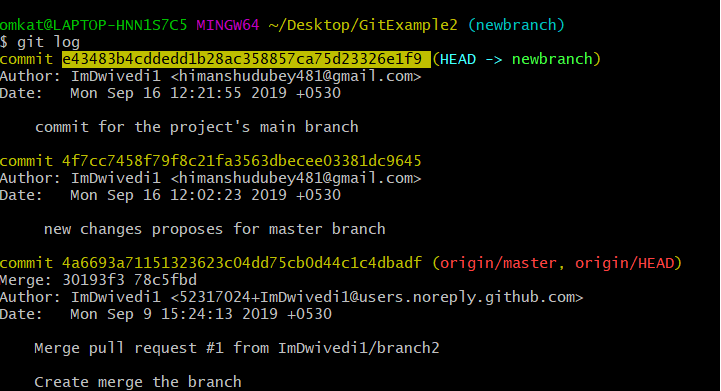 omkat@LAPTOP-HNN1S7C5 MINGW64 ~/Desktop/GitExample2 (newbranch)
$ git log
commit e43483b4cddedd1b28ac358857ca75d23326e1f9 (HEAD -> newbranch)
Author: ImDwivedi1 <himanshudubey481@gmail.com>
Date:   Mon Sep 16 12:21:55 2019 +0530
commit for the project's main branch
commit 4f7cc7458f79f8c21fa3563dbecee03381dc9645
Author: ImDwivedi1 <himanshudubey481@gmail.com>
Date:   Mon Sep 16 12:02:23 2019 +0530
new changes proposes for master branch
commit 4a6693a71151323623c04dd75cb0d44c1c4dbadf (origin/master, origin/HEAD)
Merge: 30193f3 78c5fbd
Author: ImDwivedi1 <52317024+ImDwivedi1@users.noreply.github.com>
Date:   Mon Sep 9 15:24:13 2019 +0530
Merge pull request #1 from ImDwivedi1/branch2
Create merge the branch